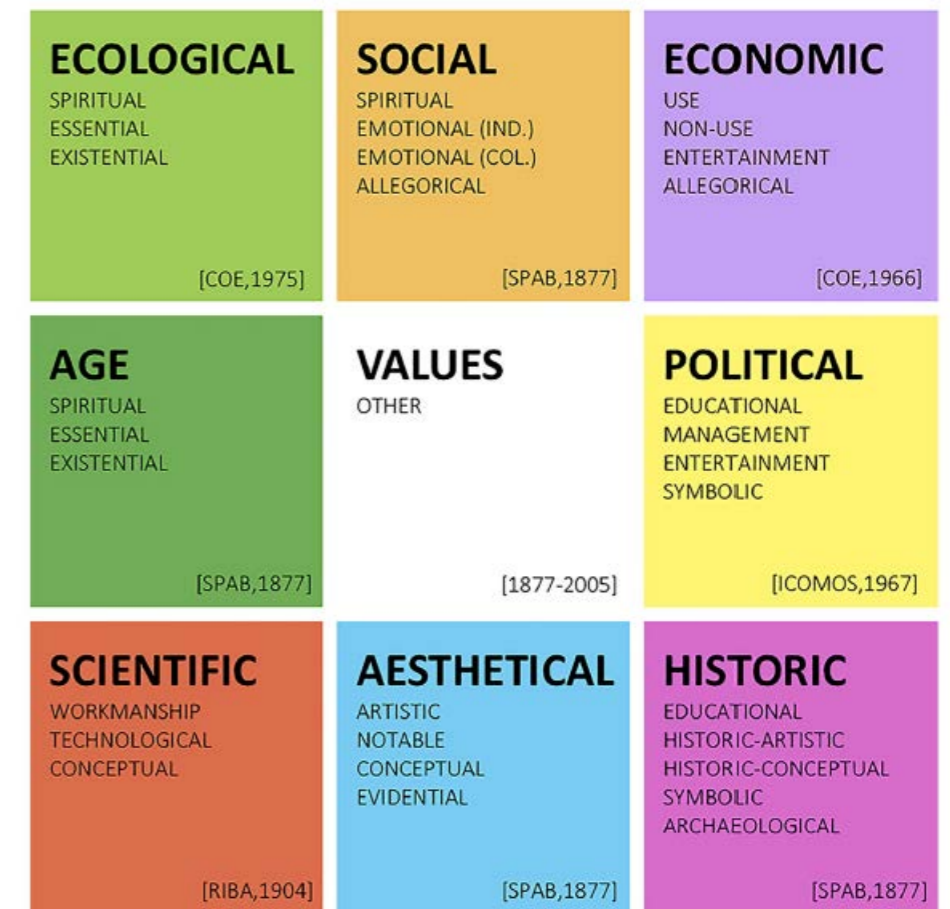 ECOLOGICAL
SPIRITUAL
ESSENTIAL
EXISTENTIAL
[COE,1975]
SOCIAL
SPIRITUAL
EMOTIONAL (IND.)
EMOTIONAL (COL.)
ALLEGORICAL
[SPAB,1877]
ECONOMIC
USE
NON-USE
ENTERTAINMENT
ALLEGORICAL
[COE,1966]
AGE
SPIRITUAL
ESSENTIAL
EXISTENTIAL
[SPAB,1877]
VALUES
OTHER
[1877-2005]
POLITICAL
EDUCATIONAL
MANAGEMENT
ENTERTAINMENT
SYMBOLIC
[ICOMOS,1967]
SCIENTIFIC
WORKMANSHIP
TECHNOLOGICAL
CONCEPTUAL
[RIBA,1904]
AESTHETICAL
ARTISTIC
NOTABLE
CONCEPTUAL
EVIDENTIAL
[SPAB,1877]
HISTORIC
EDUCATIONAL
HISTORIC-ARTISTIC
HISTORIC-CONCEPTUAL
SYMBOLIC
ARCHAEOLOGICAL
[SPAB,1877]